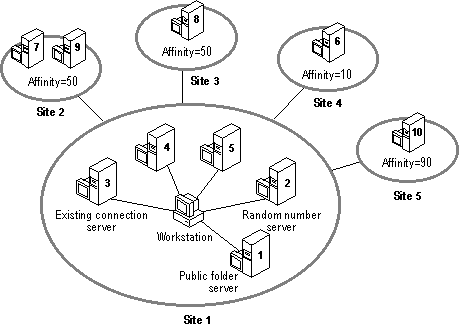 7
9
Affinity=50
Site 2
8
Affinity=50
Site 3
6
Affinity=10
Site 4
10
Affinity=90
Site 5
4
5
3
Existing connection
server
2
Random number
server
Workstation
1
Public folder
server
Site 1